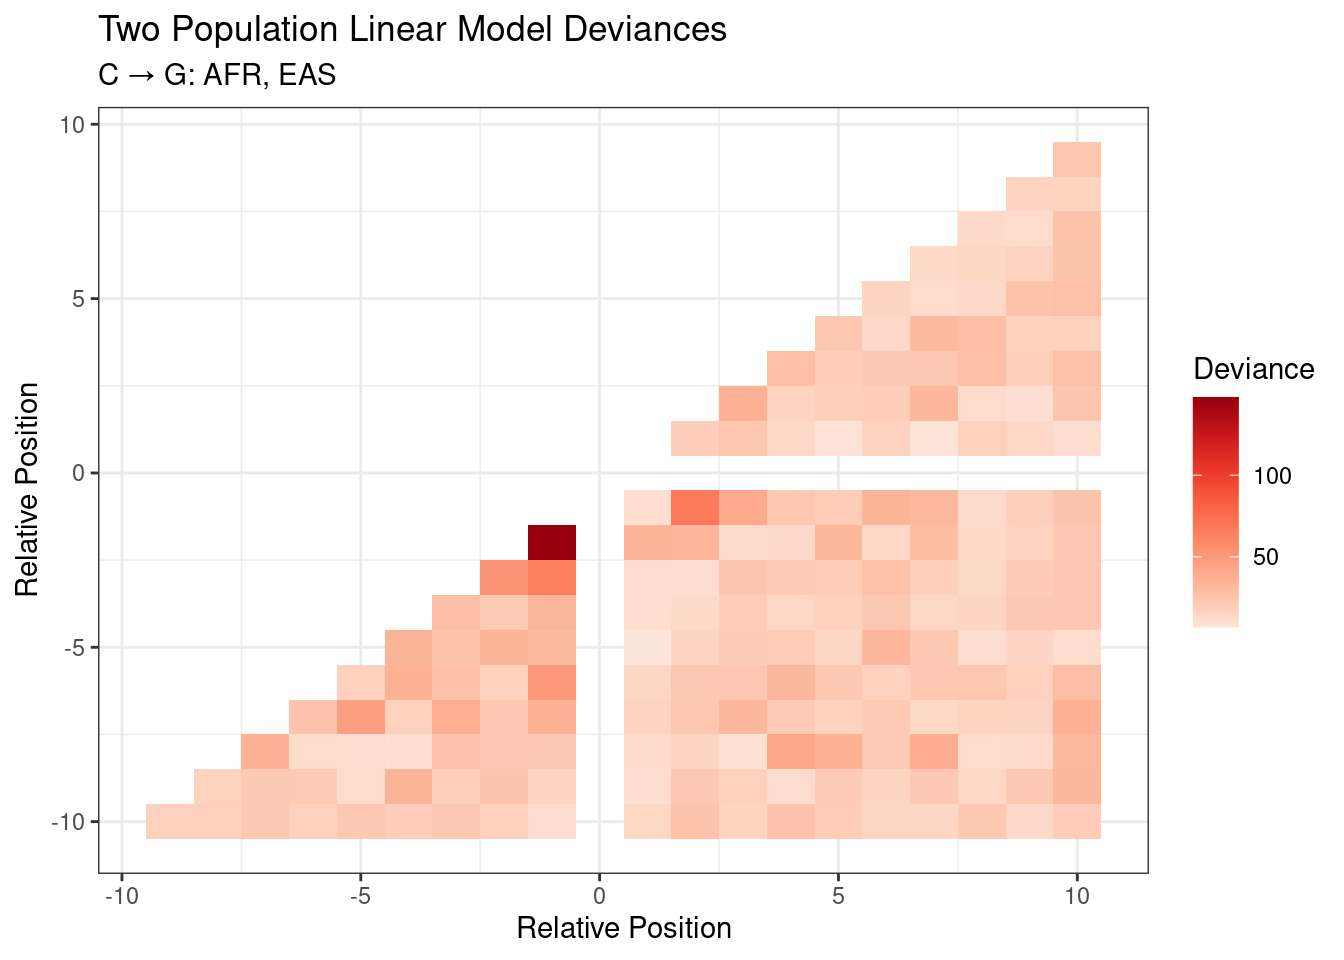 Two Population Linear Model Deviances
C → G: AFR, EAS
10
5
0
-5
-10
Relative Position
-10
-5
0
5
10
Relative Position
Deviance
100
50